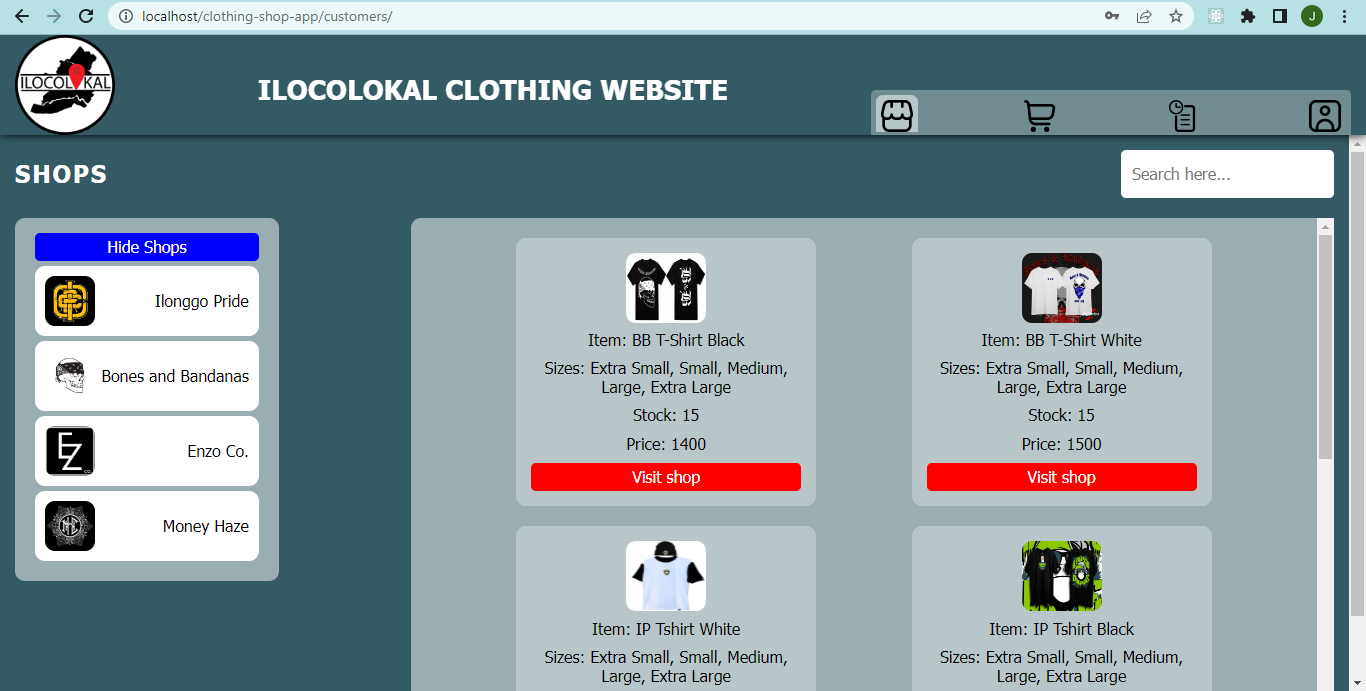 localhost/clothing-shop-app/customers/
J
ILOCOLOKAL
ILOCOLOKAL CLOTHING WEBSITE
SHOPS
Search here...
Hide Shops
Ilonggo Pride
Bones and Bandanas
EZ
Enzo Co.
Money Haze
Item: BB T-Shirt Black
Sizes: Extra Small, Small, Medium,
Large, Extra Large
Stock: 15
Price: 1400
Visit shop
Item: BB T-Shirt White
Sizes: Extra Small, Small, Medium,
Large, Extra Large
Stock: 15
Price: 1500
Visit shop
Item: IP Tshirt White
Sizes: Extra Small, Small, Medium,
Large, Extra Large
Item: IP Tshirt Black
Sizes: Extra Small, Small, Medium,
Large, Extra Large